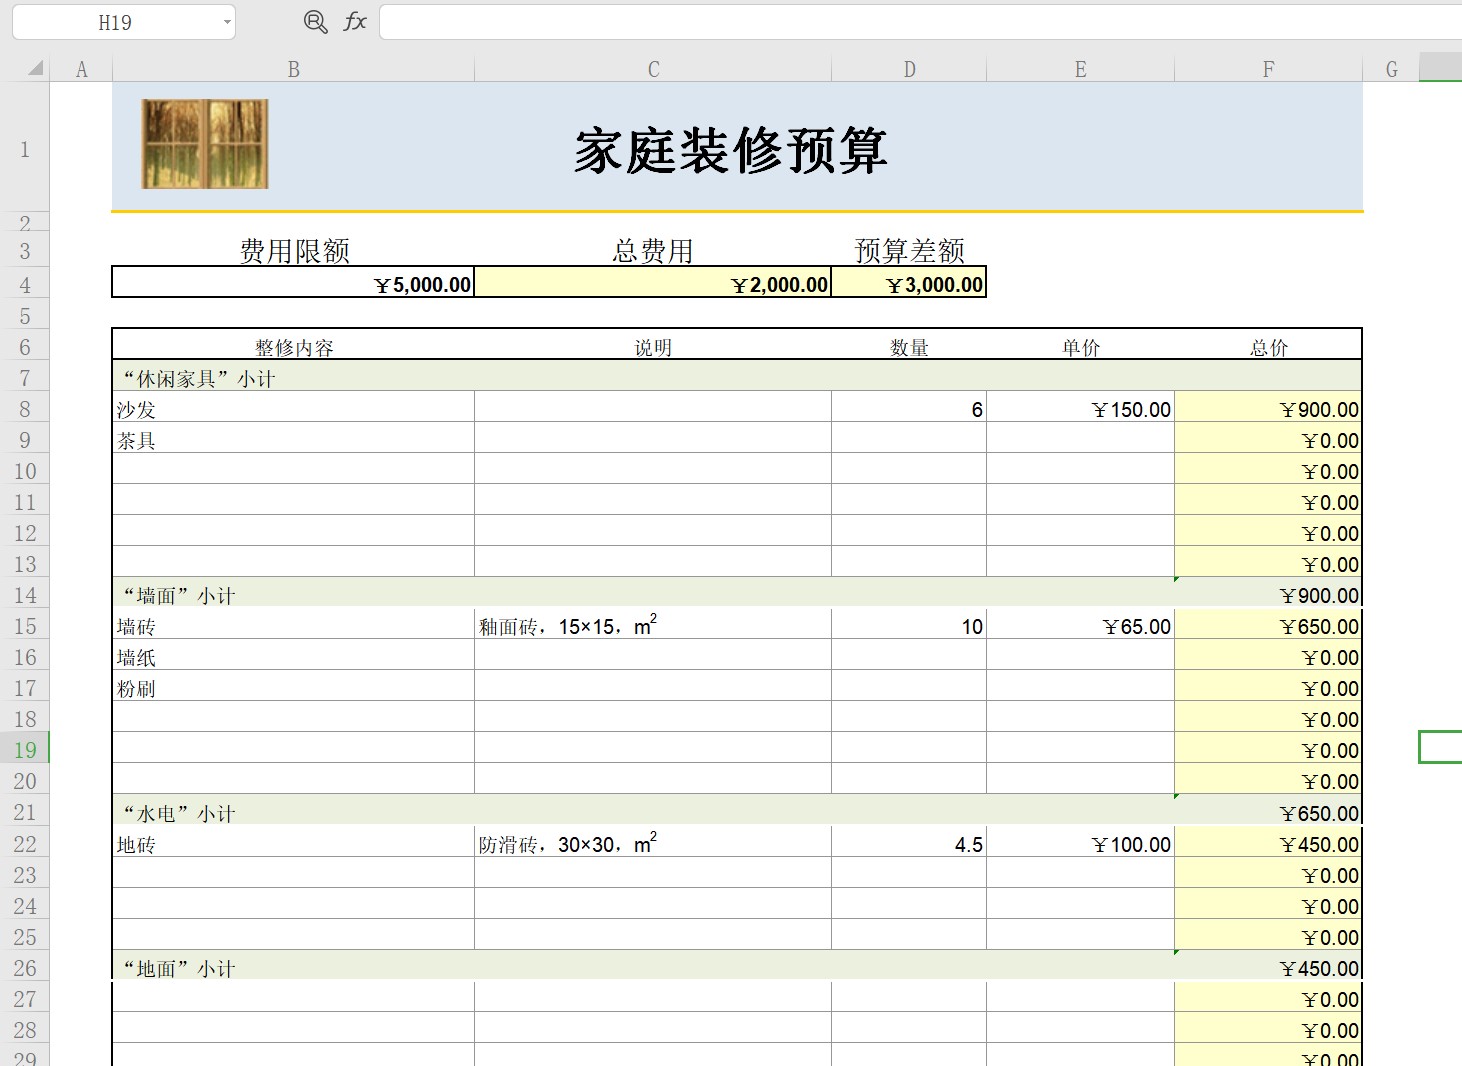 H19
fx
A B C D E F G
1 家庭装修预算
2
3 费用限额 总费用 预算差额
4 ￥5,000.00 ￥2,000.00 ￥3,000.00
5
6 整修内容 说明 数量 单价 总价
7 “休闲家具”小计
8 沙发 6 ￥150.00 ￥900.00
9 茶具 ￥0.00
10 ￥0.00
11 ￥0.00
12 ￥0.00
13 ￥0.00
14 “墙面”小计 ￥900.00
15 墙砖 釉面砖，15×15，m² 10 ￥65.00 ￥650.00
16 墙纸 ￥0.00
17 粉刷 ￥0.00
18 ￥0.00
19 ￥0.00
20 ￥0.00
21 “水电”小计 ￥650.00
22 地砖 防滑砖，30×30，m² 4.5 ￥100.00 ￥450.00
23 ￥0.00
24 ￥0.00
25 ￥0.00
26 “地面”小计 ￥450.00
27 ￥0.00
28 ￥0.00
29 ￥0.00